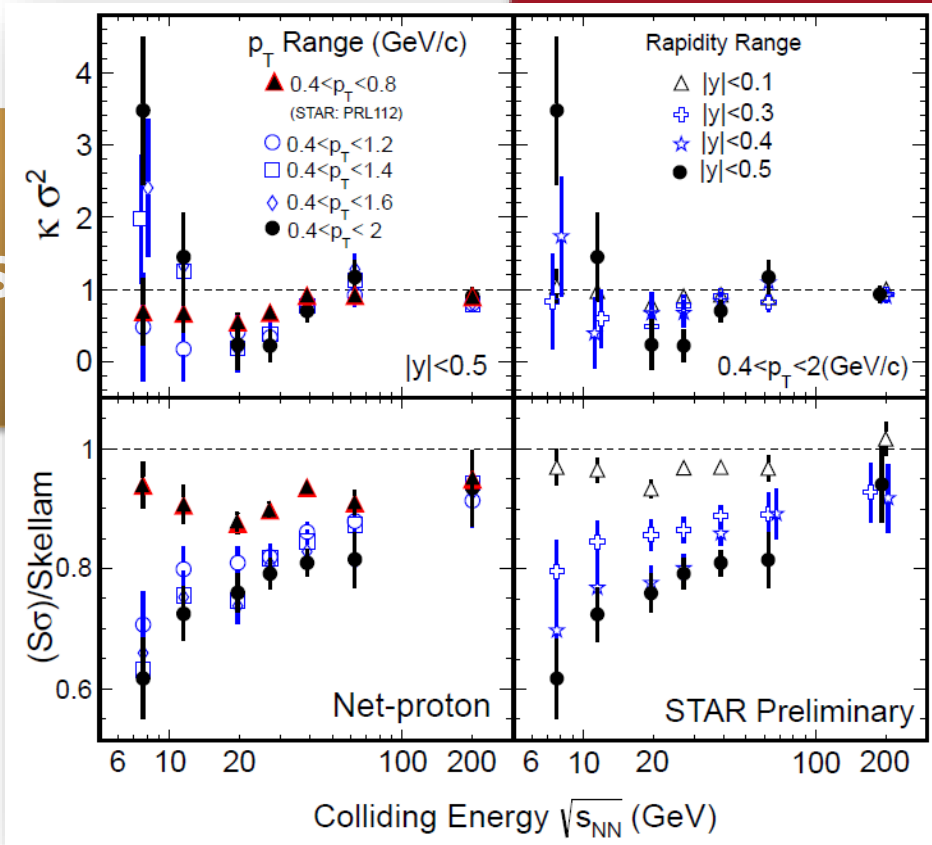 p_T Range (GeV/c)
0.4<p_T<0.8
(STAR: PRL112)
0.4<p_T<1.2
0.4<p_T<1.4
0.4<p_T<1.6
0.4<p_T< 2
κ σ²
4
3
2
1
0
|y|<0.5
Rapidity Range
|y|<0.1
|y|<0.3
|y|<0.4
|y|<0.5
0.4<p_T<2(GeV/c)
s
(Sσ)/Skellam
1
0.8
0.6
Net-proton
STAR Preliminary
6 10 20 100 200
6 10 20 100 200
Colliding Energy √s_NN (GeV)